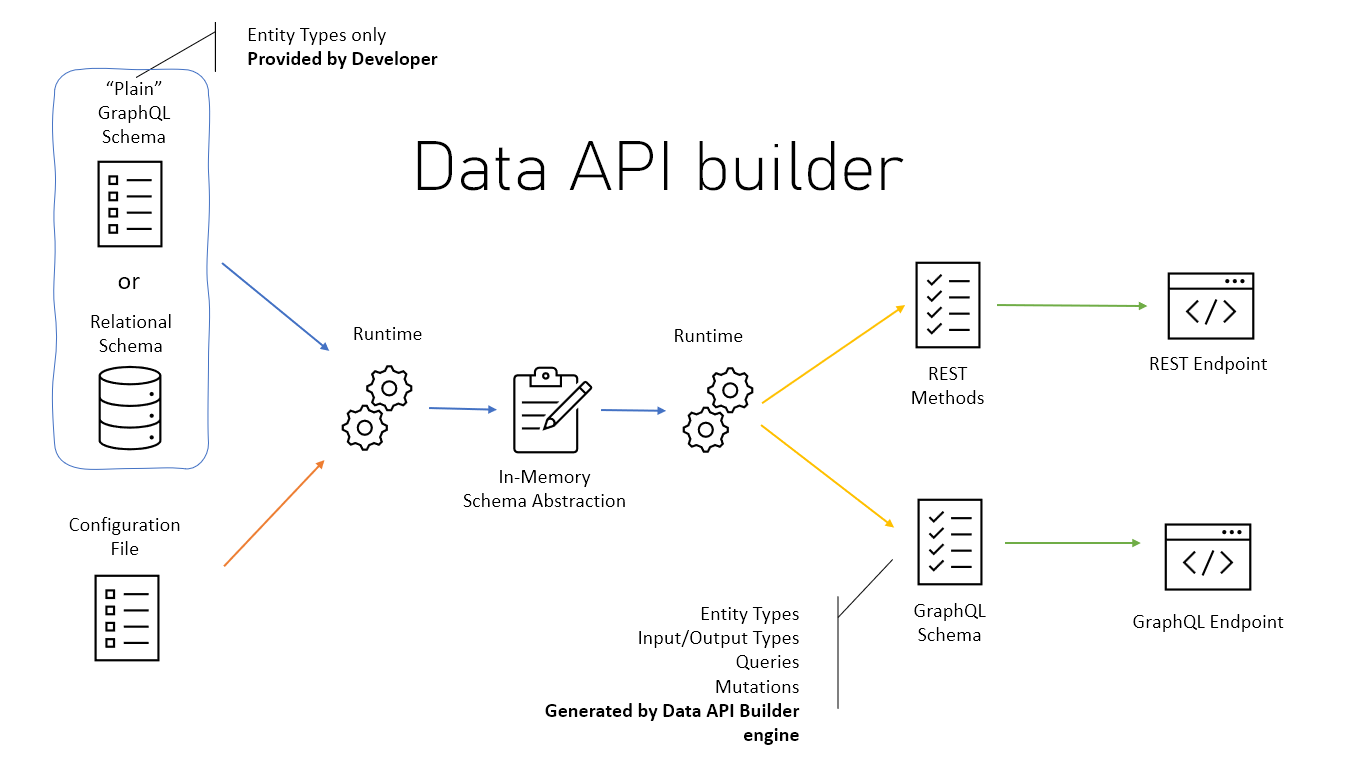 Entity Types only
Provided by Developer
“Plain”
GraphQL
Schema
or
Relational
Schema
Configuration
File
Data API builder
Runtime
In-Memory
Schema Abstraction
Runtime
REST
Methods
REST Endpoint
GraphQL
Schema
GraphQL Endpoint
Entity Types
Input/Output Types
Queries
Mutations
Generated by Data API Builder
engine